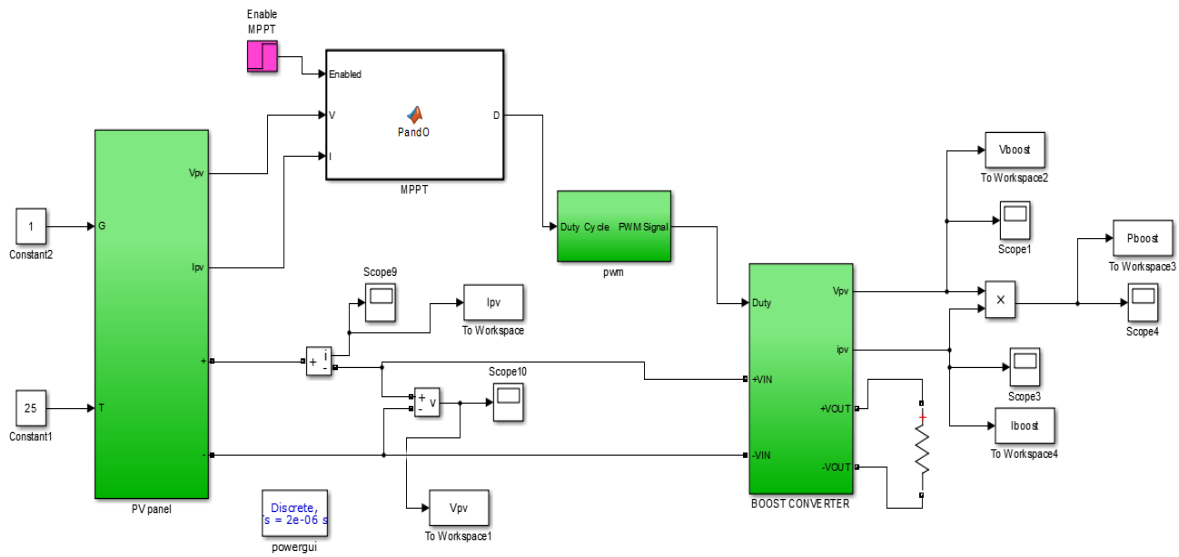 Enable
MPPT
Enabled
V
I
PandO
D
MPPT
Vpv
Ipv
G
T
+
-
PV panel
1
Constant2
25
Constant1
Duty Cycle PWM Signal
pwm
Scope9
Ipv
To Workspace
+ i
-
+
- v
Scope10
Vpv
To Workspace1
Discrete,
s = 2e-06 s
powergui
Duty
+VIN
-VIN
Vpv
ipv
+VOUT
-VOUT
BOOST CONVERTER
+
Vboost
To Workspace2
Scope1
X
Pboost
To Workspace3
Scope4
Scope3
Iboost
To Workspace4